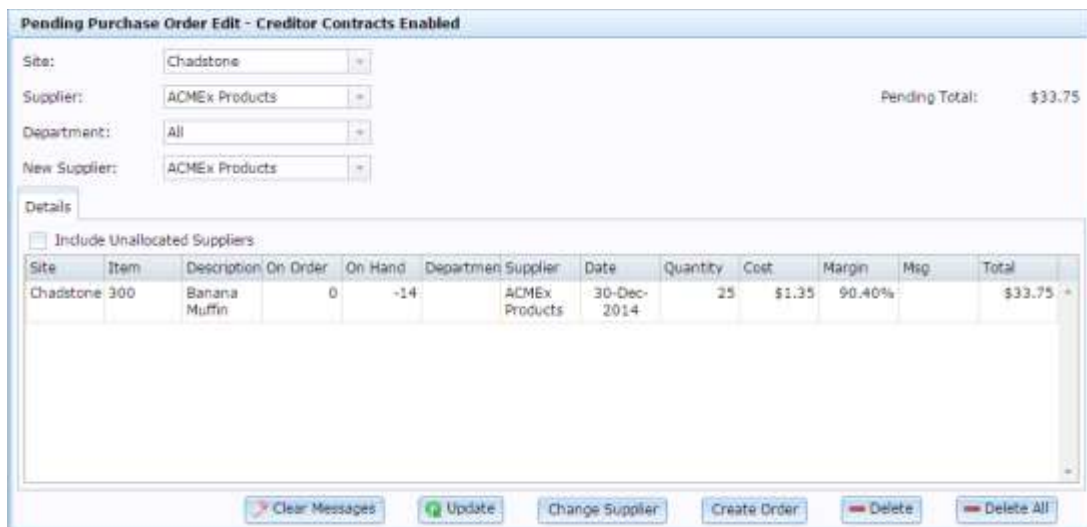 Pending Purchase Order Edit - Creditor Contracts Enabled
Site: Chadstone
Supplier: ACMEx Products Pending Total: $33.75
Department: All
New Supplier: ACMEx Products
Details
Include Unallocated Suppliers
Site Item Description On Order On Hand Departmen Supplier Date Quantity Cost Margin Msg Total
Chadstone 300 Banana 0 -14 ACMEx 30-Dec- 25 $1.35 90.40% $33.75
Muffin Products 2014
Clear Messages Update Change Supplier Create Order Delete Delete All